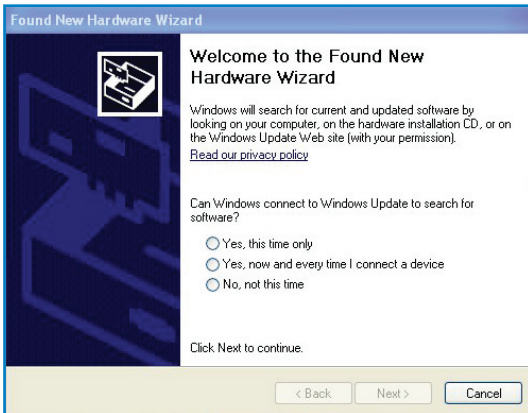 Found New Hardware Wizard
Welcome to the Found New
Hardware Wizard
Windows will search for current and updated software by
looking on your computer, on the hardware installation CD, or on
the Windows Update Web site (with your permission).
Read our privacy policy
Can Windows connect to Windows Update to search for
software?
Yes, this time only
Yes, now and every time I connect a device
No, not this time
Click Next to continue.
< Back
Next >
Cancel